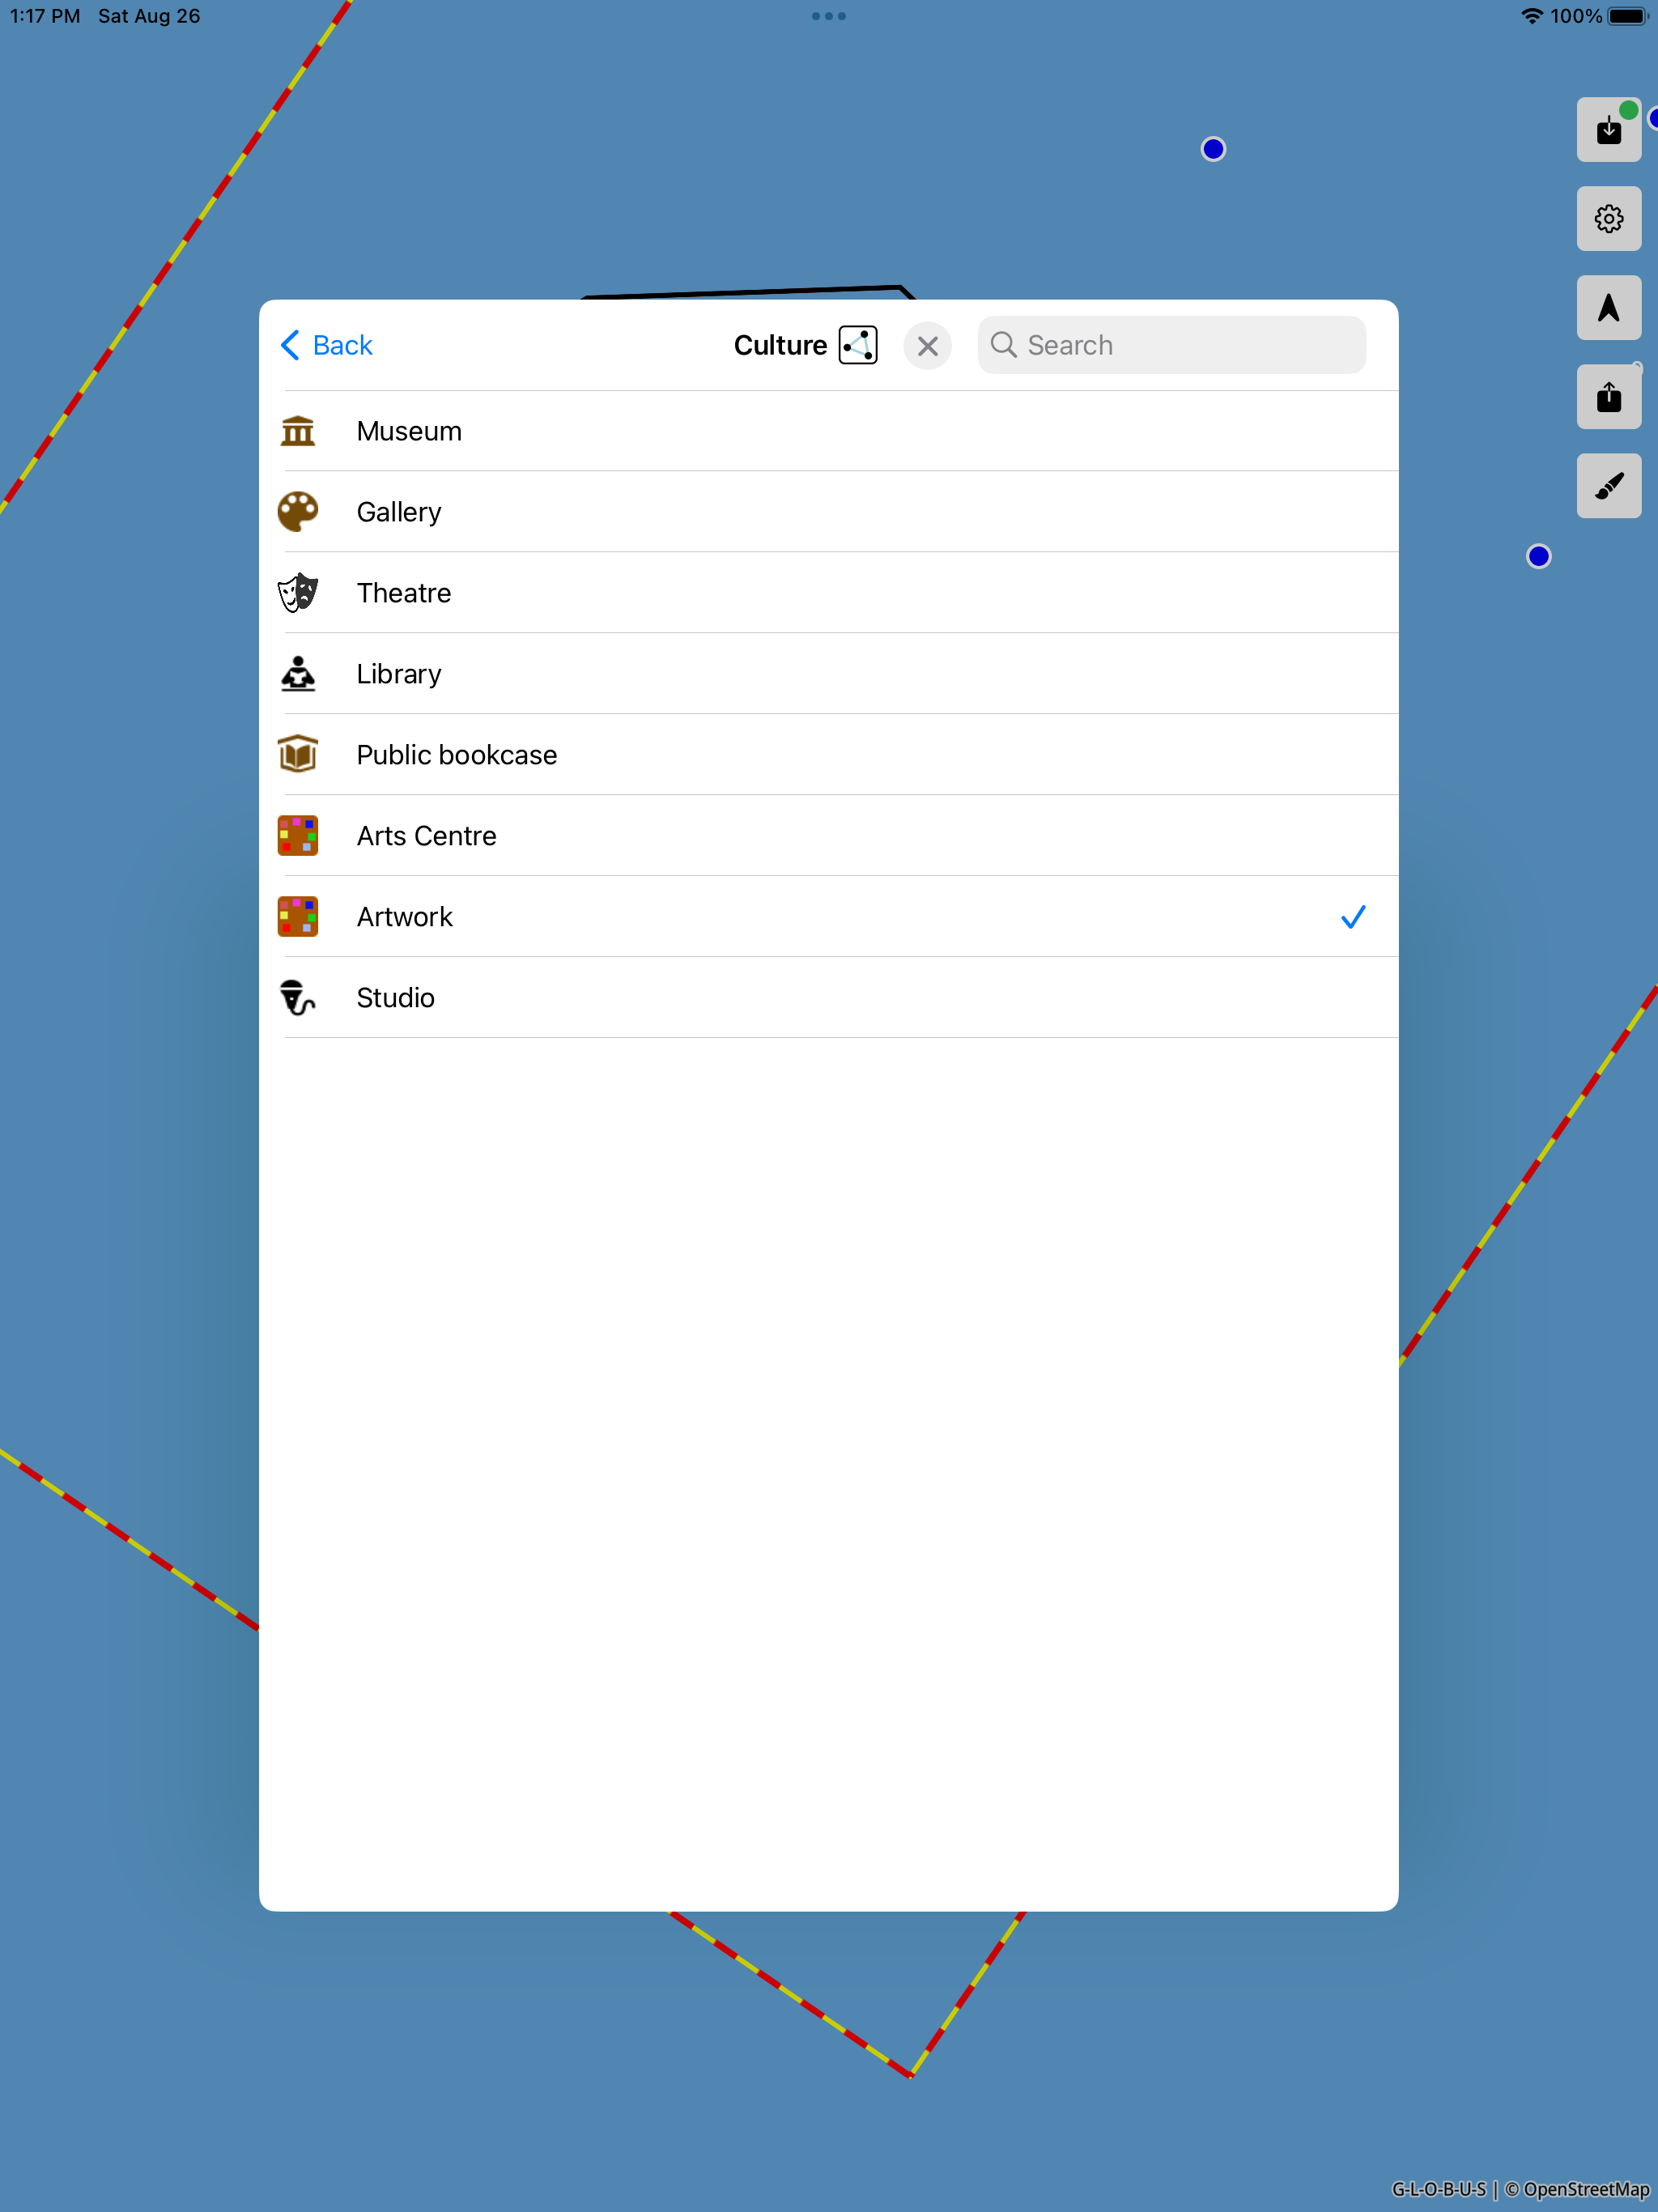 1:17 PM Sat Aug 26
100%
Back
Culture
Search
Museum
Gallery
Theatre
Library
Public bookcase
Arts Centre
Artwork
Studio
G-L-O-B-U-S | © OpenStreetMap